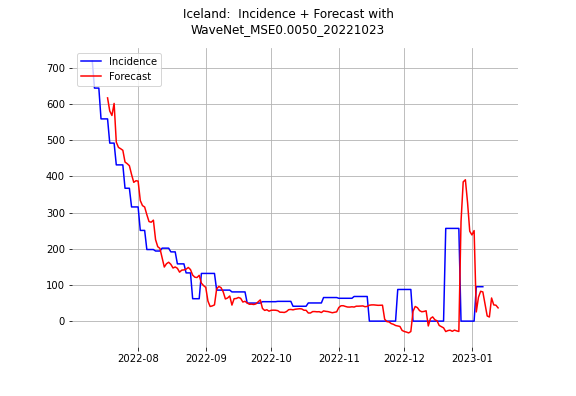 Iceland:  Incidence + Forecast with
WaveNet_MSE0.0050_20221023
Incidence
Forecast
700
600
500
400
300
200
100
0
2022-08 2022-09 2022-10 2022-11 2022-12 2023-01